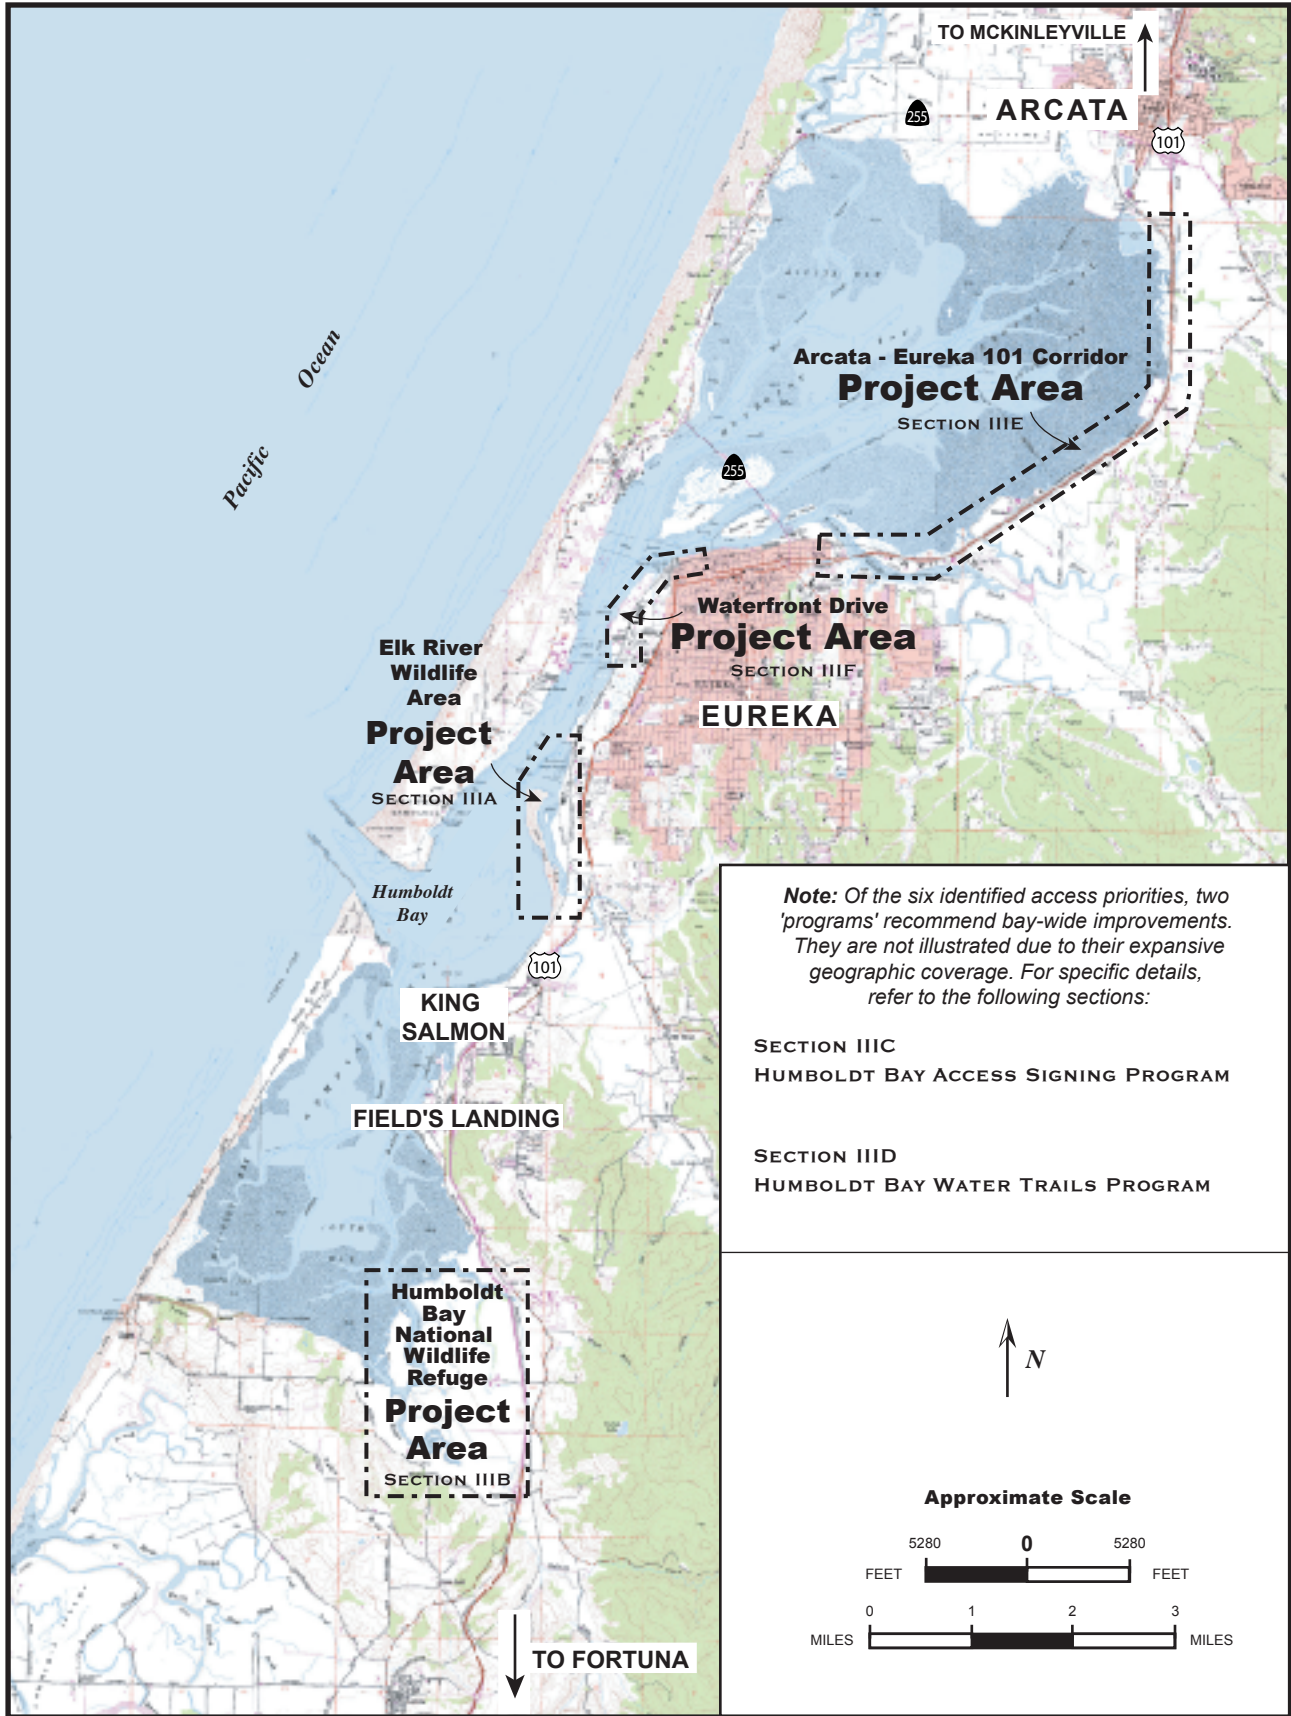 TO MCKINLEYVILLE
255
ARCATA
101
Ocean
Pacific
Arcata - Eureka 101 Corridor
Project Area
SECTION IIIE
255
Waterfront Drive
Project Area
SECTION IIIF
EUREKA
Elk River
Wildlife
Area
Project
Area
SECTION IIIA
Humboldt
Bay
101
KING
SALMON
FIELD'S LANDING
Humboldt
Bay
National
Wildlife
Refuge
Project
Area
SECTION IIIB
TO FORTUNA
Note: Of the six identified access priorities, two
'programs' recommend bay-wide improvements.
They are not illustrated due to their expansive
geographic coverage. For specific details,
refer to the following sections:
SECTION IIIC
HUMBOLDT BAY ACCESS SIGNING PROGRAM
SECTION IIID
HUMBOLDT BAY WATER TRAILS PROGRAM
N
Approximate Scale
5280 0 5280
FEET FEET
0 1 2 3
MILES MILES